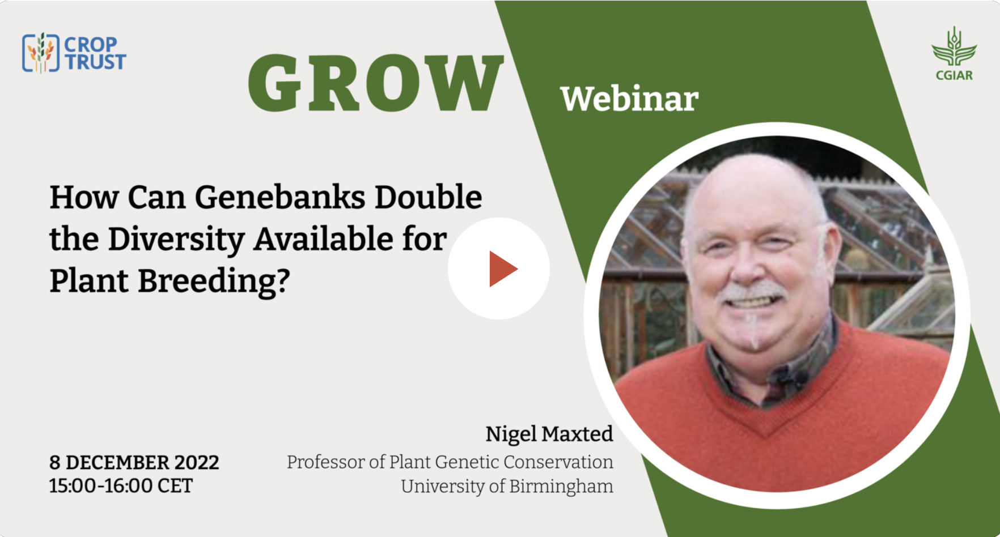 CROP
TRUST
GROW
Webinar
CGIAR
How Can Genebanks Double
the Diversity Available for
Plant Breeding?
Nigel Maxted
Professor of Plant Genetic Conservation
University of Birmingham
8 DECEMBER 2022
15:00-16:00 CET